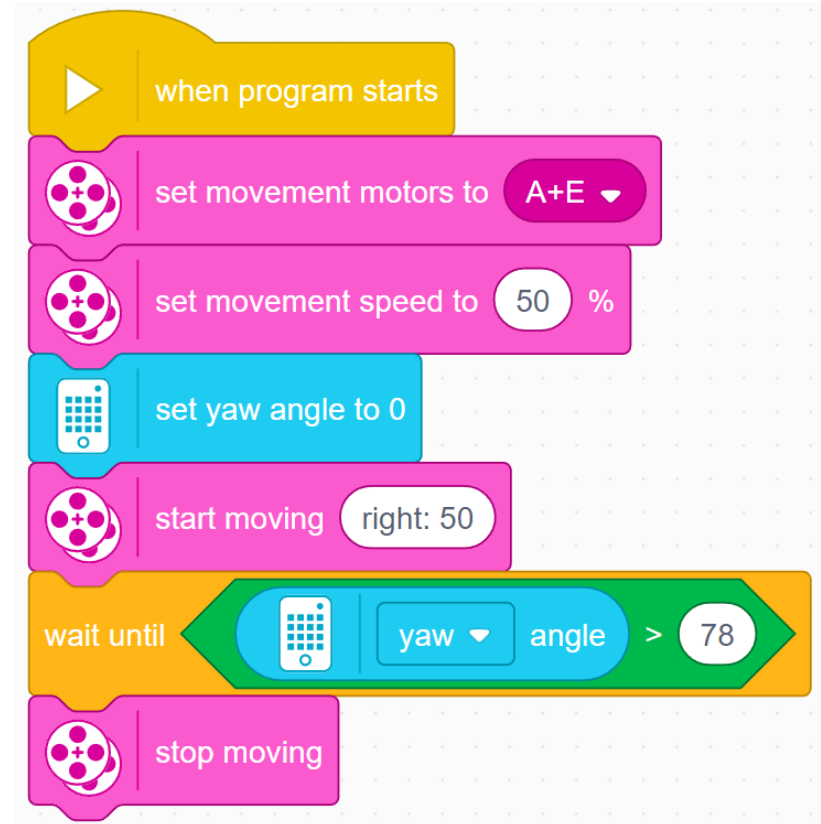 when program starts
set movement motors to A+E
set movement speed to 50 %
set yaw angle to 0
start moving right: 50
wait until yaw angle > 78
stop moving